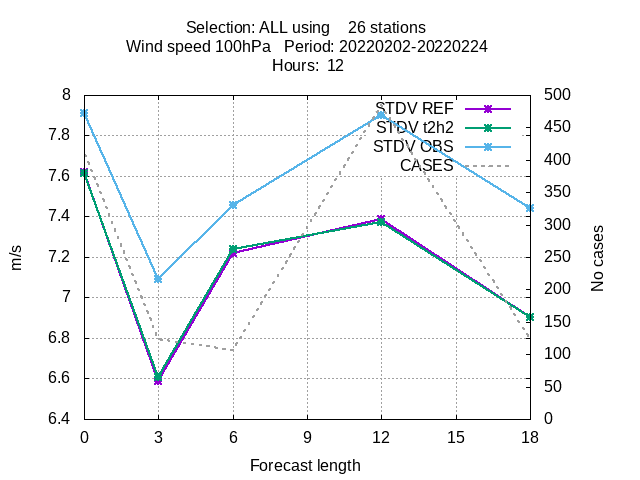 Selection: ALL using    26 stations
Wind speed 100hPa   Period: 20220202-20220224
Hours:  12
STDV REF
STDV t2h2
STDV OBS
CASES
8
7.8
7.6
7.4
7.2
7
6.8
6.6
6.4
500
450
400
350
300
250
200
150
100
50
0
m/s
No cases
0 3 6 9 12 15 18
Forecast length